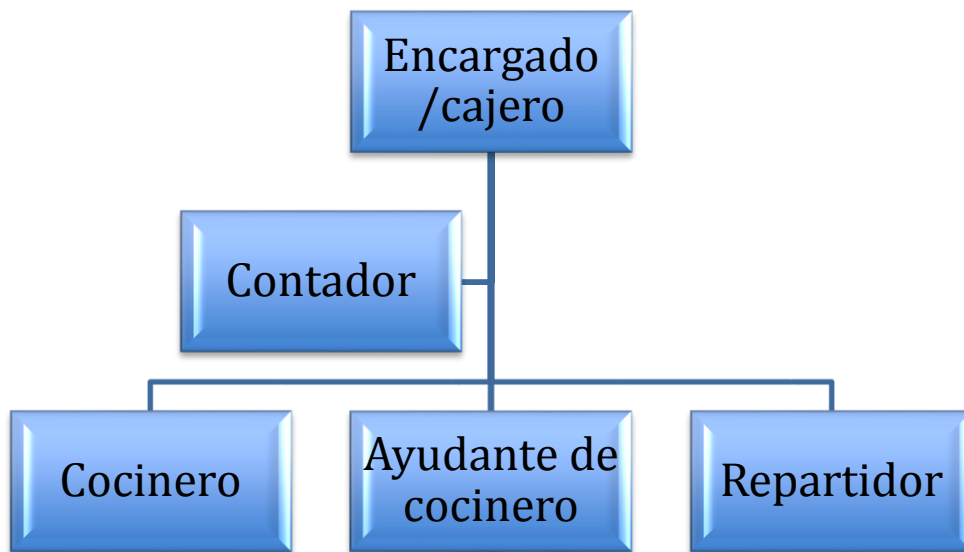 Encargado
/cajero
Contador
Cocinero
Ayudante de
cocinero
Repartidor